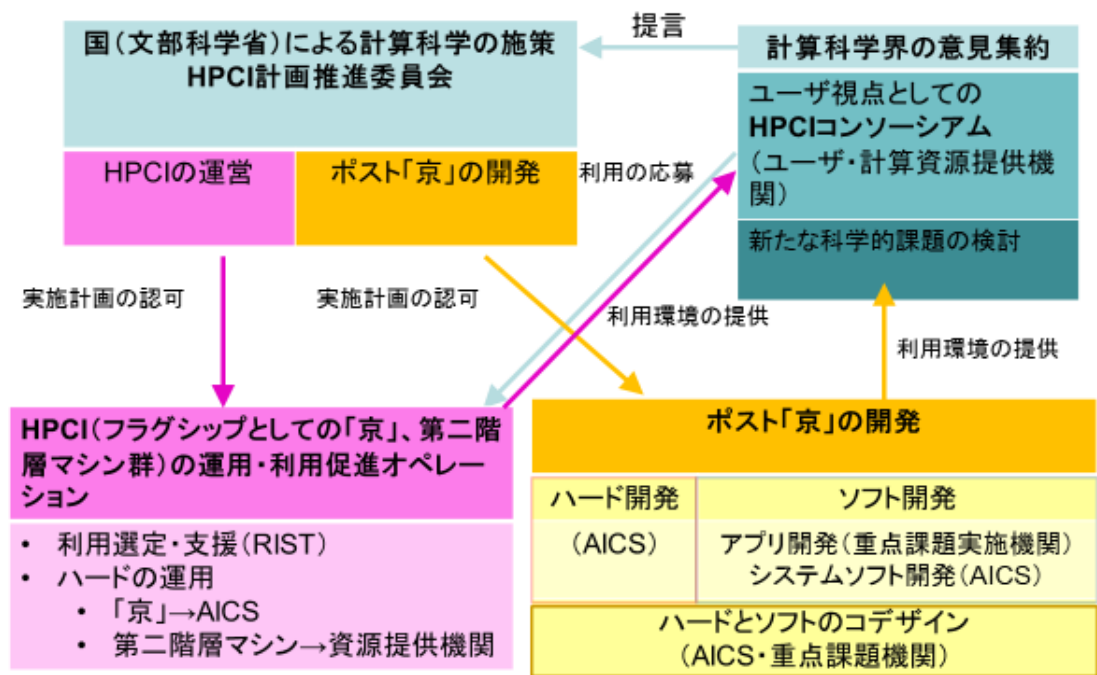 国(文部科学省)による計算科学の施策
HPCI計画推進委員会
提言
計算科学界の意見集約
ユーザ視点としての
HPCIコンソーシアム
(ユーザ・計算資源提供機
関)
新たな科学的課題の検討
HPCIの運営
ポスト「京」の開発
利用の応募
実施計画の認可
実施計画の認可
利用環境の提供
利用環境の提供
HPCI(フラグシップとしての「京」、第二階
層マシン群)の運用・利用促進オペレー
ション
• 利用選定・支援(RIST)
• ハードの運用
• 「京」→AICS
• 第二階層マシン→資源提供機関
ポスト「京」の開発
ハード開発
(AICS)
ソフト開発
アプリ開発(重点課題実施機関)
システムソフト開発(AICS)
ハードとソフトのコデザイン
(AICS・重点課題機関)